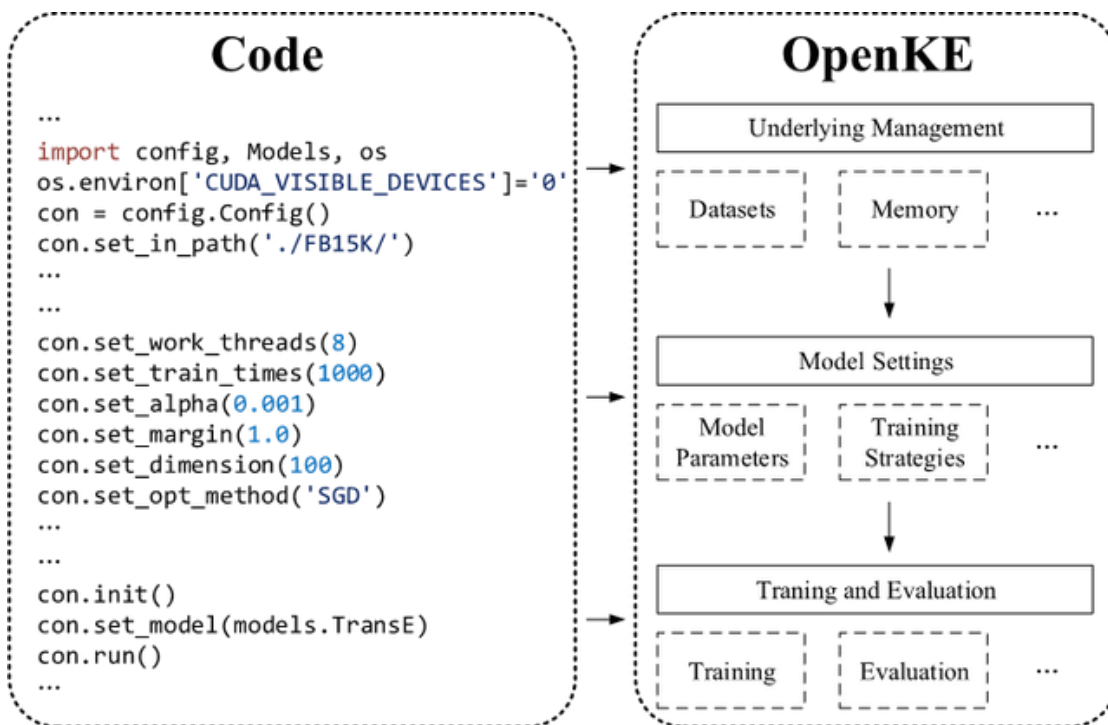 Code
...
import config, Models, os
os.environ['CUDA_VISIBLE_DEVICES']='0'
con = config.Config()
con.set_in_path('./FB15K/')
...
...
con.set_work_threads(8)
con.set_train_times(1000)
con.set_alpha(0.001)
con.set_margin(1.0)
con.set_dimension(100)
con.set_opt_method('SGD')
...
...
con.init()
con.set_model(models.TransE)
con.run()
...
OpenKE
Underlying Management
Datasets
Memory
...
Model Settings
Model
Parameters
Training
Strategies
...
Traning and Evaluation
Training
Evaluation
...